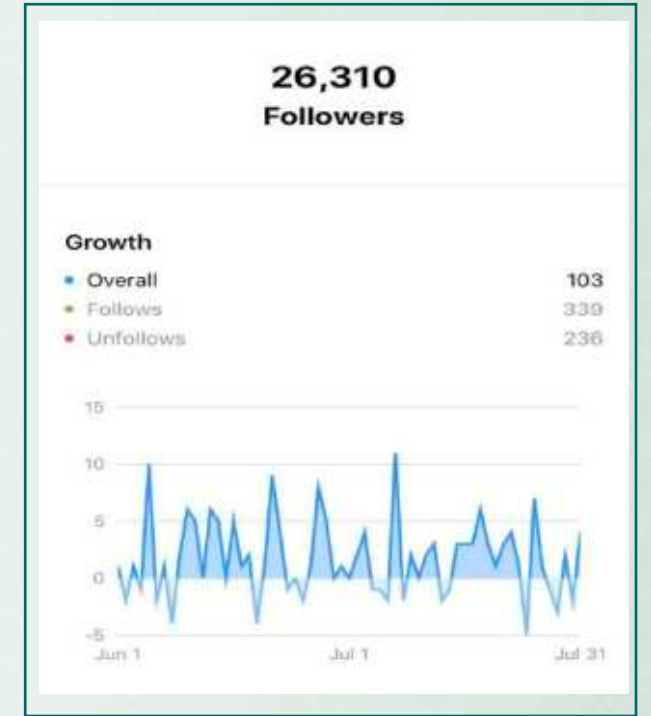 26,310
Followers
Growth
Overall 103
Follows 339
Unfollows 236
15
10
5
0
-5
Jun 1 Jul 1 Jul 31